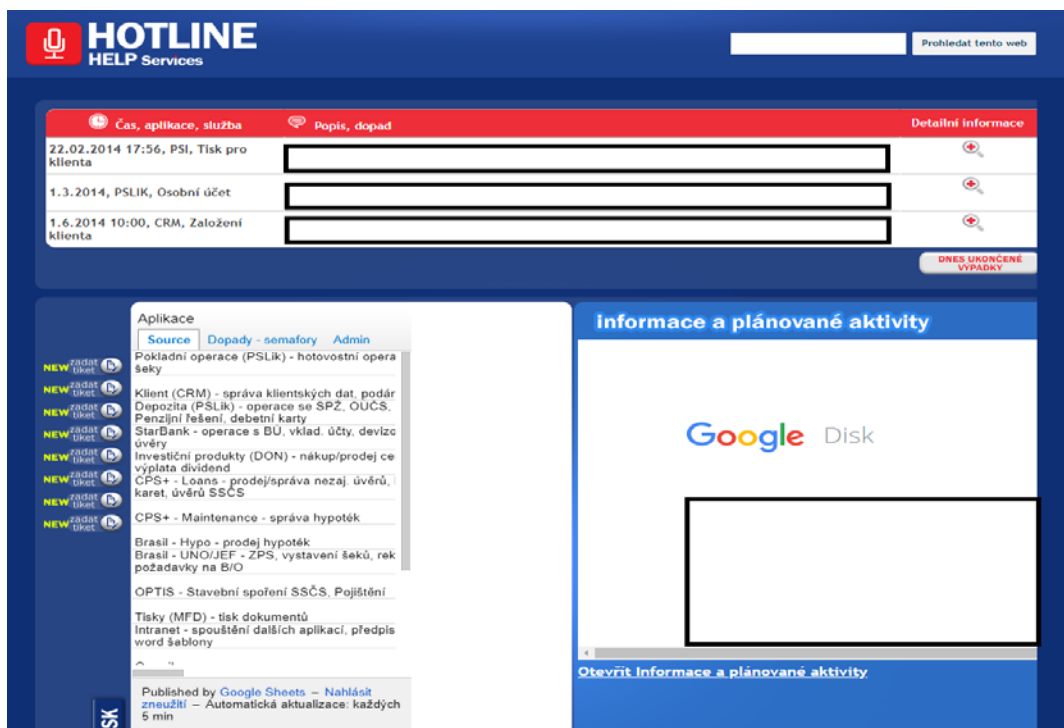 HOTLINE
HELP Services
Prohledat tento web
Čas, aplikace, služba
Popis, dopad
Detailní informace
22.02.2014 17:56, PSI, Tisk pro
klienta
1.3.2014, PSLIK, Osobní účet
1.6.2014 10:00, CRM, Založení
klienta
DNES UKONČENÉ
VÝPADKY
Aplikace
Source Dopady - semafory Admin
NEW zadat tiket
NEW zadat tiket
NEW zadat tiket
NEW zadat tiket
NEW zadat tiket
NEW zadat tiket
NEW zadat tiket
NEW zadat tiket
Pokladní operace (PSLik) - hotovostní opera
šeky
Klient (CRM) - správa klientských dat, podár
Depozita (PSLik) - operace se SPŽ, OÚČS,
Penzijní řešení, debetní karty
StarBank - operace s BÚ, vklad. účty, devizo
úvěry
Investiční produkty (DON) - nákup/prodej ce
výplata dividend
CPS+ - Loans - prodej/správa nezaj. úvěrů,
karet, úvěrů SSČS
CPS+ - Maintenance - správa hypoték
Brasil - Hypo - prodej hypoték
Brasil - UNO/JEF - ZPS, vystavení šeků, rek
požadavky na B/O
OPTIS - Stavební spoření SSČS, Pojištění
Tisky (MFD) - tisk dokumentů
Intranet - spouštění dalších aplikací, předpis
word šablony
Published by Google Sheets – Nahlásit
zneužití – Automatická aktualizace: každých
5 min
SK
informace a plánované aktivity
Google Disk
Otevřít Informace a plánované aktivity